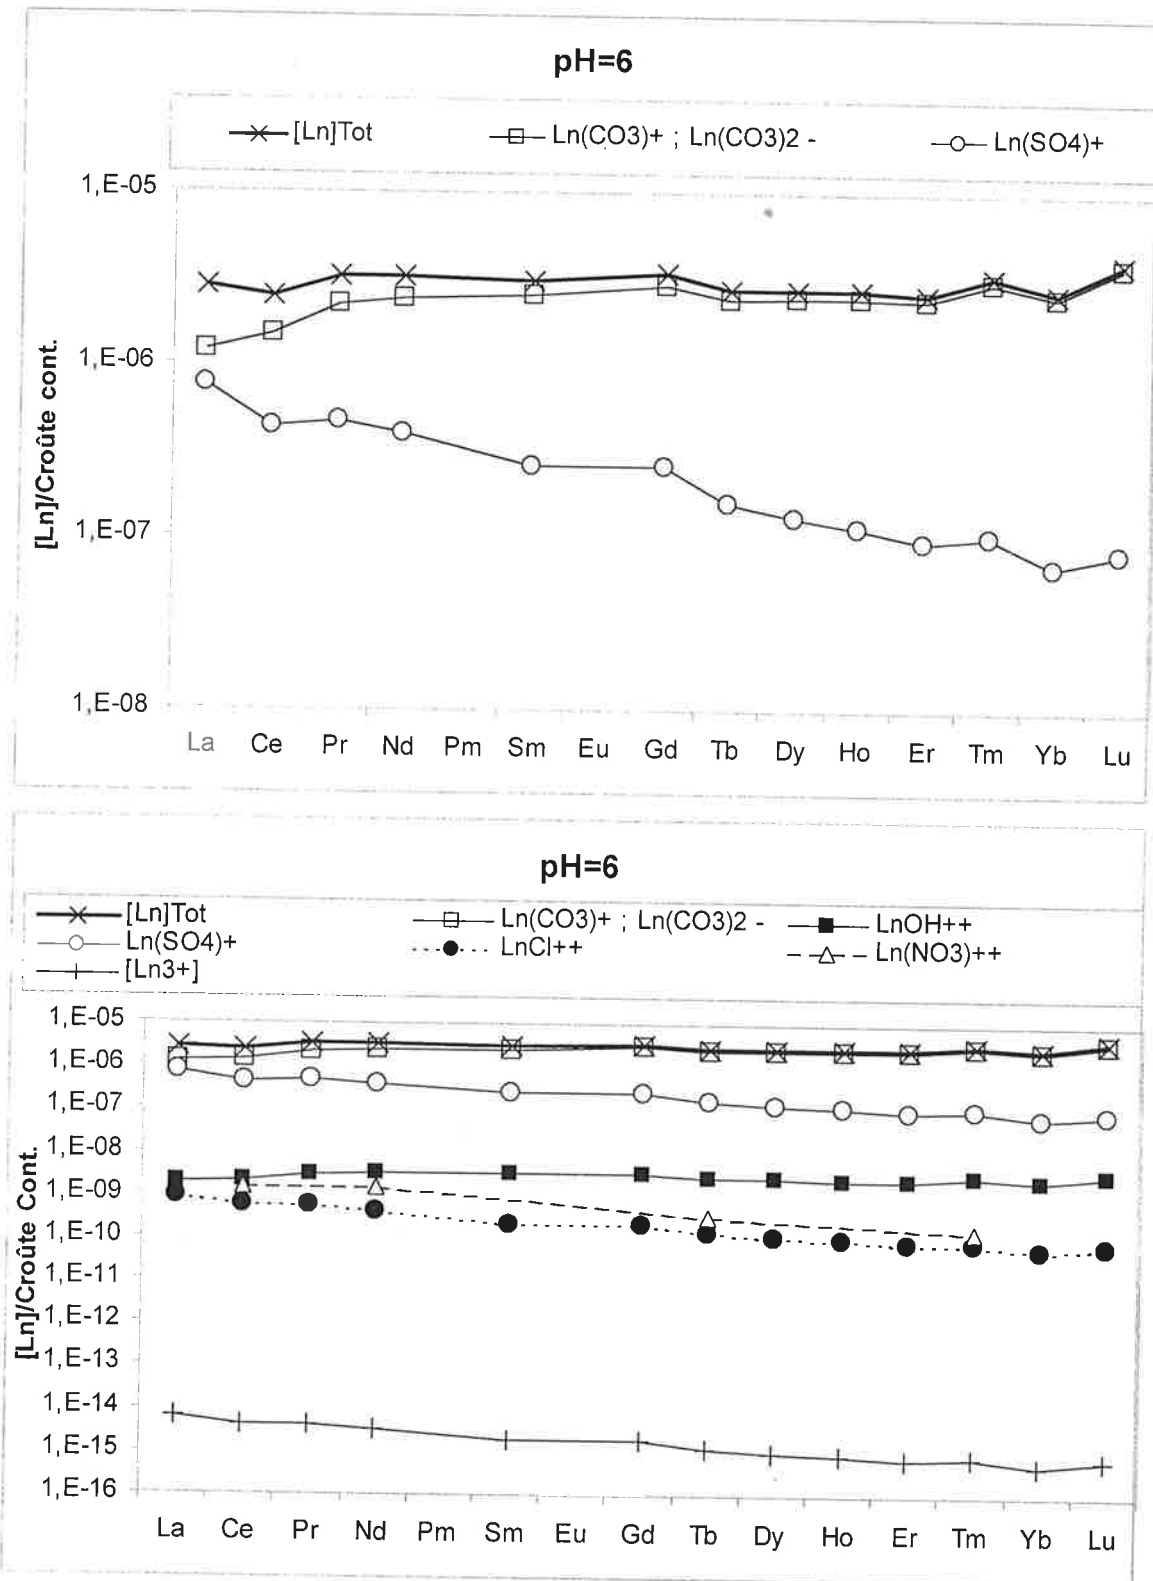 pH=6
[Ln]Tot Ln(CO3)+ ; Ln(CO3)2 - Ln(SO4)+
1,E-05
1,E-06
1,E-07
1,E-08
[Ln]/Croûte cont.
La Ce Pr Nd Pm Sm Eu Gd Tb Dy Ho Er Tm Yb Lu
pH=6
[Ln]Tot Ln(CO3)+ ; Ln(CO3)2 - LnOH++
Ln(SO4)+ LnCl++ Ln(NO3)++
[Ln3+]
1,E-05
1,E-06
1,E-07
1,E-08
1,E-09
1,E-10
1,E-11
1,E-12
1,E-13
1,E-14
1,E-15
1,E-16
[Ln]/Croûte Cont.
La Ce Pr Nd Pm Sm Eu Gd Tb Dy Ho Er Tm Yb Lu